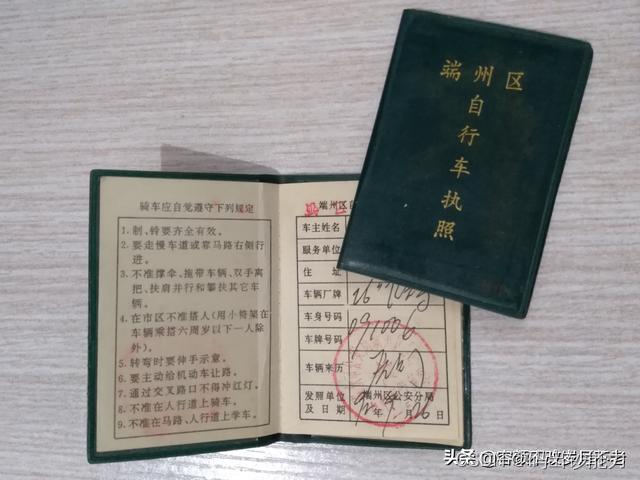 端州区
自行车执照
骑车应自觉遵守下列规定
1. 制、铃要齐全有效。
2. 要走慢车道或靠马路右侧行
进。
3. 不准撑伞、拖带车辆、双手离
把、扶肩并行和攀扶其它车
辆。
4. 在市区不准搭人(用小椅架在
车辆乘搭六周岁以下一人除
外)。
5. 转弯时要伸手示意。
6. 要主动给机动车让路。
7. 通过交叉路口不得冲红灯。
8. 不准在人行道上骑车。
9. 不准在马路、人行道上学车。
端州区
车主姓名
服务单位
住 址
车辆厂牌 26"
车身号码 091006
车牌号码
车辆来历
发照单位 端州区公安分局
及日期 年 月 26 日
头条